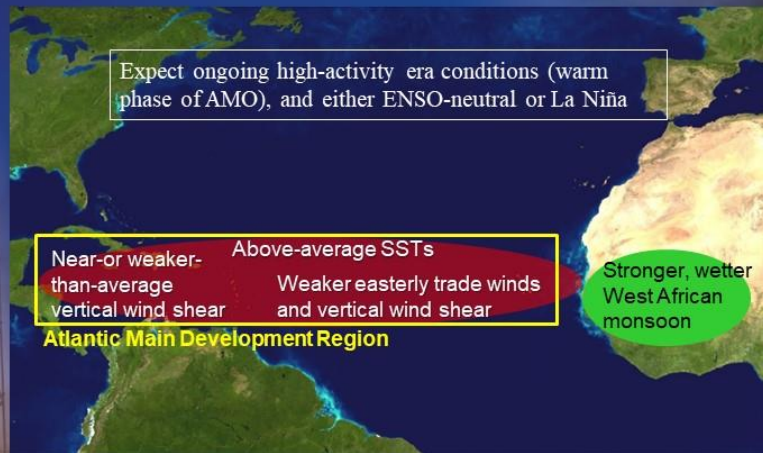 Expect ongoing high-activity era conditions (warm
phase of AMO), and either ENSO-neutral or La Niña
Above-average SSTs
Near-or weaker-
than-average
vertical wind shear
Weaker easterly trade winds
and vertical wind shear
Stronger, wetter
West African
monsoon
Atlantic Main Development Region